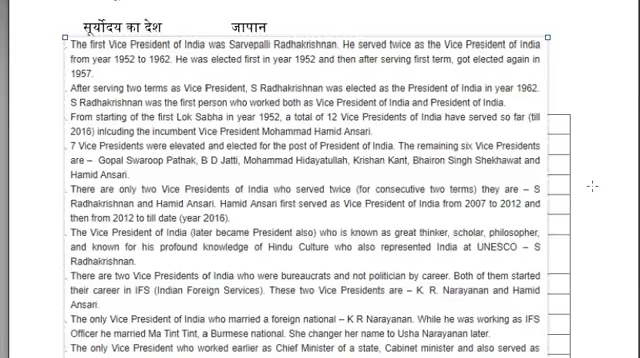 सूर्योदय का देश जापान
The first Vice President of India was Sarvepalli Radhakrishnan. He served twice as the Vice President of India
from year 1952 to 1962. He was elected first in year 1952 and then after serving first term, got elected again in
1957.
After serving two terms as Vice President, S Radhakrishnan was elected as the President of India in year 1962.
S Radhakrishnan was the first person who worked both as Vice President of India and President of India.
From starting of the first Lok Sabha in year 1952, a total of 12 Vice Presidents of India have served so far (till
2016) inlcuding the incumbent Vice President Mohammad Hamid Ansari.
7 Vice Presidents were elevated and elected for the post of President of India. The remaining six Vice Presidents
are – Gopal Swaroop Pathak, B D Jatti, Mohammad Hidayatullah, Krishan Kant, Bhairon Singh Shekhawat and
Hamid Ansari.
There are only two Vice Presidents of India who served twice (for consecutive two terms) they are – S
Radhakrishnan and Hamid Ansari. Hamid Ansari first served as Vice President of India from 2007 to 2012 and
then from 2012 to till date (year 2016).
The Vice President of India (later became President also) who is known as great thinker, scholar, philosopher,
and known for his profound knowledge of Hindu Culture who also represented India at UNESCO – S
Radhakrishnan.
There are two Vice Presidents of India who were bureaucrats and not politician by career. Both of them started
their career in IFS (Indian Foreign Services). These two Vice Presidents are – K. R. Narayanan and Hamid
Ansari.
The only Vice President of India who married a foreign national – K R Narayanan. While he was working as IFS
Officer he married Ma Tint Tint, a Burmese national. She changer her name to Usha Narayanan later.
The only Vice President who worked earlier as Chief Minister of a state, Cabinet minister and also served as